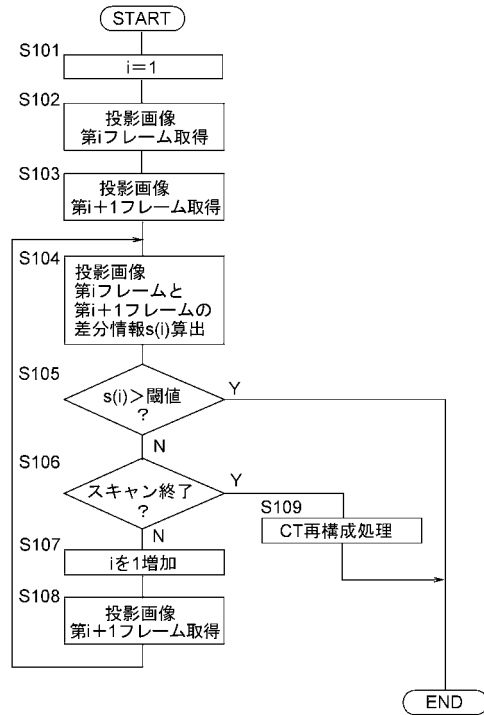 START
S101
i=1
S102
投影画像
第iフレーム取得
S103
投影画像
第i+1フレーム取得
S104
投影画像
第iフレームと
第i+1フレームの
差分情報s(i)算出
S105
s(i)>閾値
?
Y
N
S106
スキャン終了
?
Y
N
S109
CT再構成処理
S107
iを1増加
S108
投影画像
第i+1フレーム取得
END